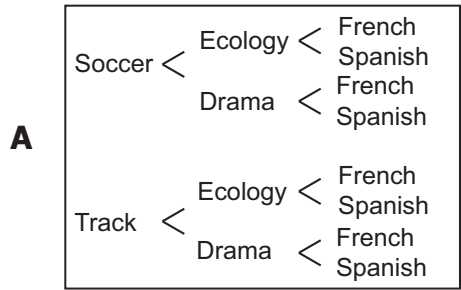 A
Soccer < Ecology < French
Spanish
Drama < French
Spanish
Track < Ecology < French
Spanish
Drama < French
Spanish